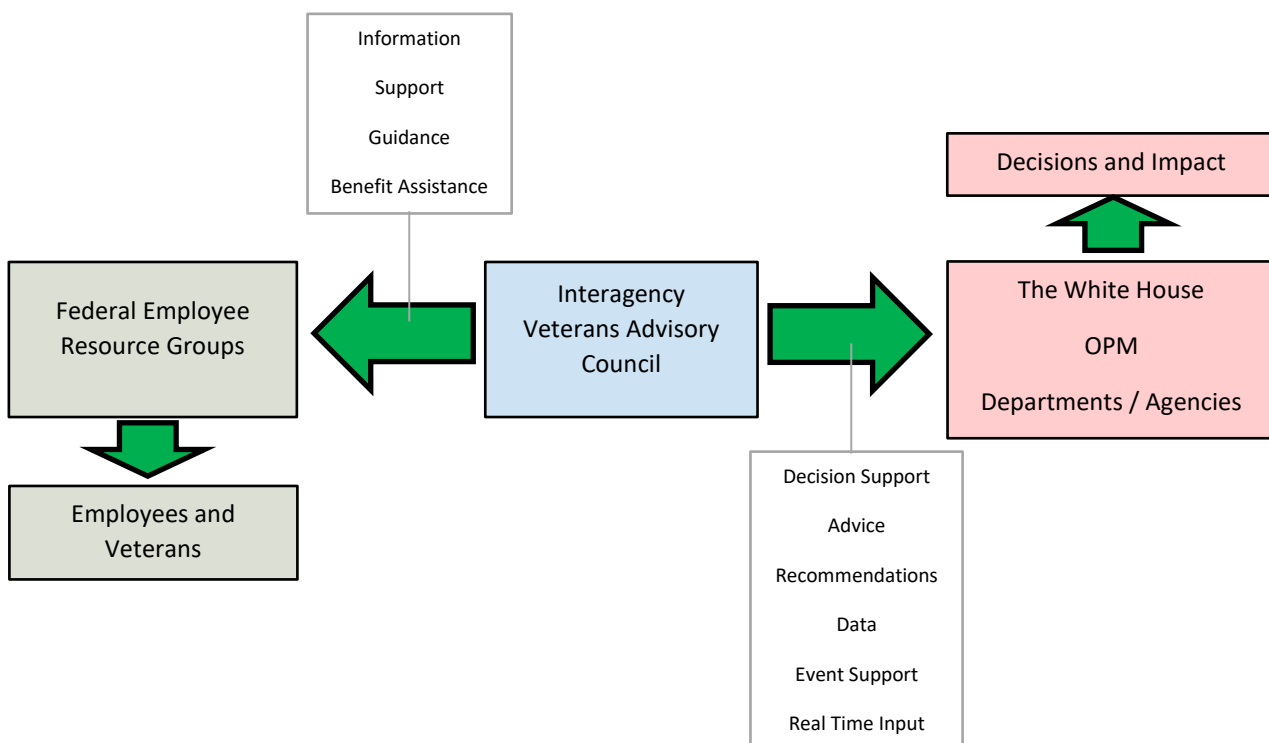 Information
Support
Guidance
Benefit Assistance
Decisions and Impact
Federal Employee
Resource Groups
Interagency
Veterans Advisory
Council
The White House
OPM
Departments / Agencies
Employees and
Veterans
Decision Support
Advice
Recommendations
Data
Event Support
Real Time Input